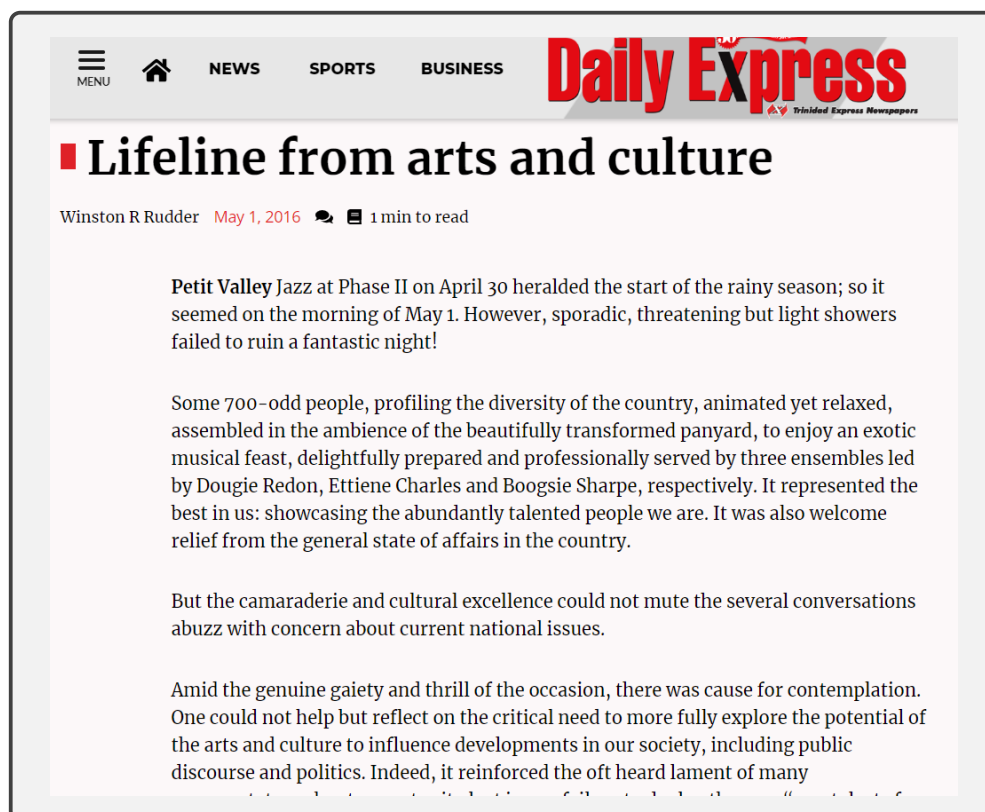 MENU
NEWS
SPORTS
BUSINESS
Daily Express
Trinidad Express Newspapers
Lifeline from arts and culture
Winston R Rudder May 1, 2016 1 min to read
Petit Valley Jazz at Phase II on April 30 heralded the start of the rainy season; so it
seemed on the morning of May 1. However, sporadic, threatening but light showers
failed to ruin a fantastic night!
Some 700-odd people, profiling the diversity of the country, animated yet relaxed,
assembled in the ambience of the beautifully transformed panyard, to enjoy an exotic
musical feast, delightfully prepared and professionally served by three ensembles led
by Dougie Redon, Ettiene Charles and Boogsie Sharpe, respectively. It represented the
best in us: showcasing the abundantly talented people we are. It was also welcome
relief from the general state of affairs in the country.
But the camaraderie and cultural excellence could not mute the several conversations
abuzz with concern about current national issues.
Amid the genuine gaiety and thrill of the occasion, there was cause for contemplation.
One could not help but reflect on the critical need to more fully explore the potential of
the arts and culture to influence developments in our society, including public
discourse and politics. Indeed, it reinforced the oft heard lament of many